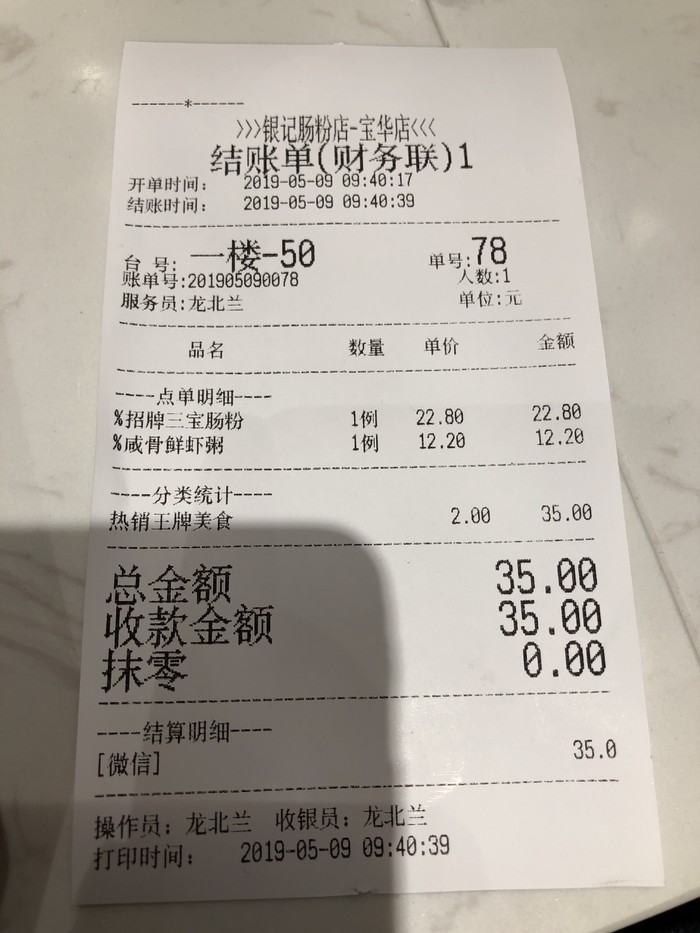 ------*------
>>>银记肠粉店-宝华店<<<
结账单(财务联)1
开单时间: 2019-05-09 09:40:17
结账时间: 2019-05-09 09:40:39
台 号: 一楼-50 单号:78
账单号:201905090078 人数:1
服务员:龙北兰 单位:元
品名 数量 单价 金额
----点单明细----
%招牌三宝肠粉 1例 22.80 22.80
%咸骨鲜虾粥 1例 12.20 12.20
----分类统计----
热销王牌美食 2.00 35.00
总金额 35.00
收款金额 35.00
抹零 0.00
----结算明细----
[微信] 35.0
操作员: 龙北兰 收银员: 龙北兰
打印时间: 2019-05-09 09:40:39